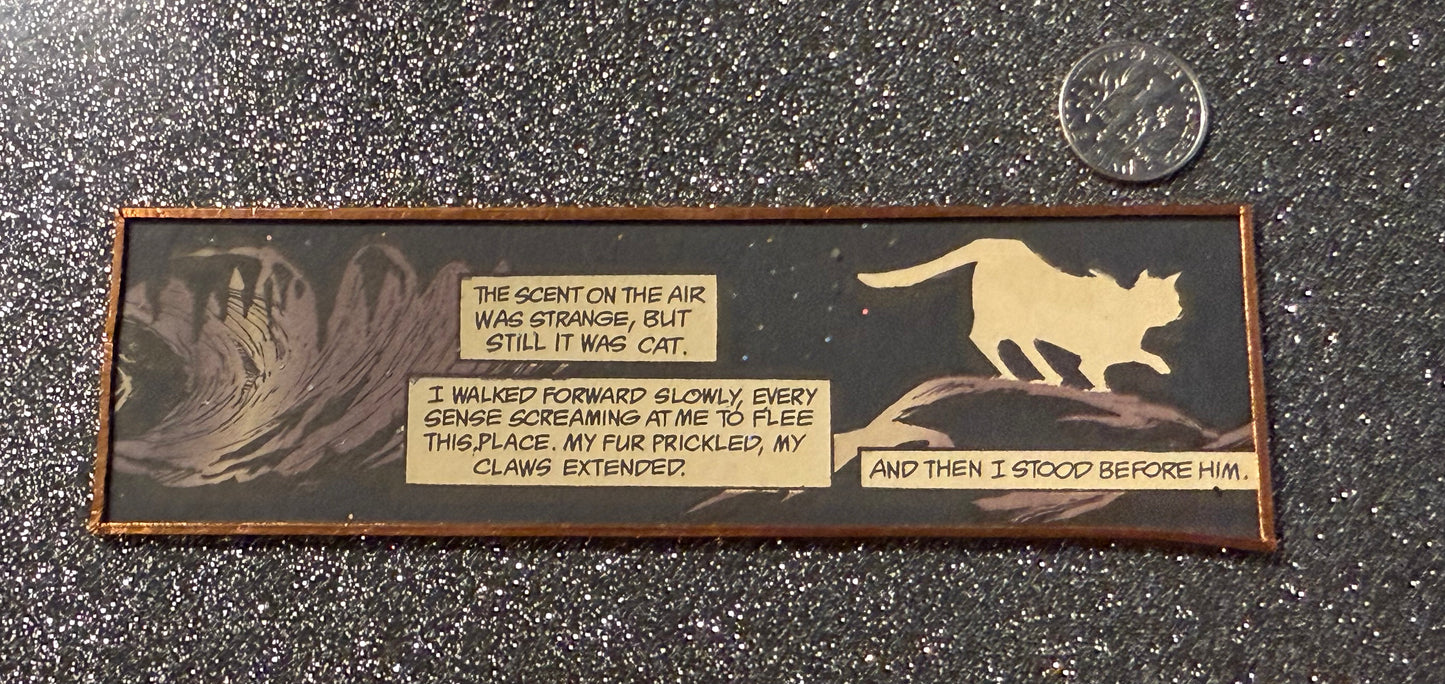 THE SCENT ON THE AIR
WAS STRANGE, BUT
STILL IT WAS CAT.
I WALKED FORWARD SLOWLY, EVERY
SENSE SCREAMING AT ME TO FLEE
THIS PLACE. MY FUR PRICKLED, MY
CLAWS EXTENDED.
AND THEN I STOOD BEFORE HIM.